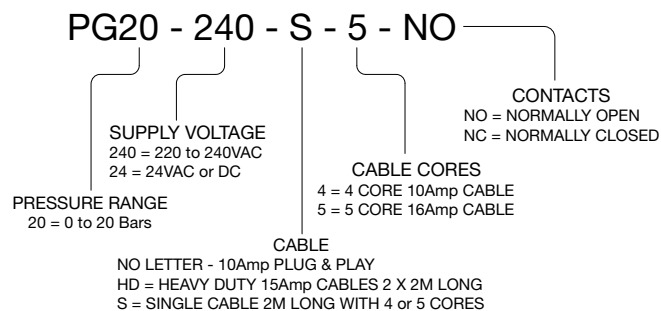 PG20 - 240 - S - 5 - NO
CONTACTS
NO = NORMALLY OPEN
NC = NORMALLY CLOSED
SUPPLY VOLTAGE
240 = 220 to 240VAC
24 = 24VAC or DC
CABLE CORES
4 = 4 CORE 10Amp CABLE
5 = 5 CORE 16Amp CABLE
PRESSURE RANGE
20 = 0 to 20 Bars
CABLE
NO LETTER - 10Amp PLUG & PLAY
HD = HEAVY DUTY 15Amp CABLES 2 X 2M LONG
S = SINGLE CABLE 2M LONG WITH 4 or 5 CORES